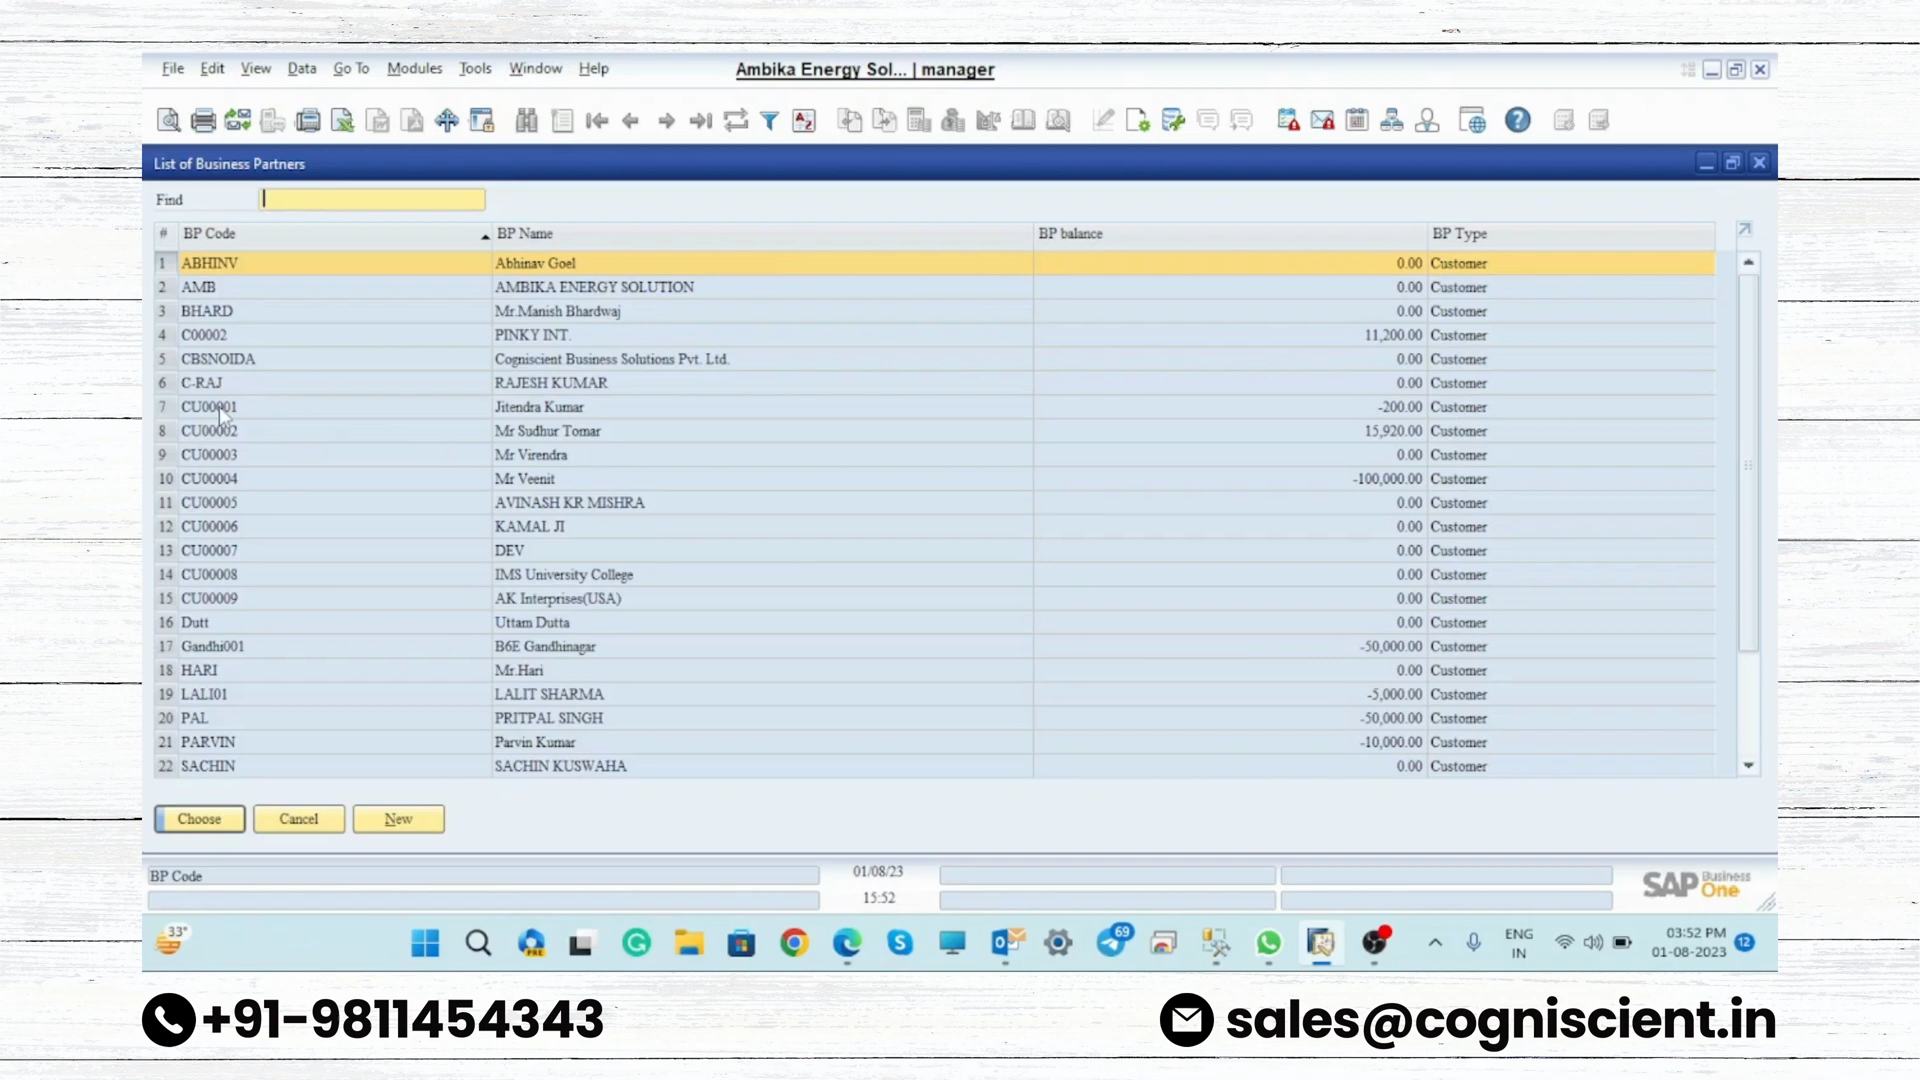 File Edit View Data Go To Modules Tools Window Help Ambika Energy Sol... | manager
List of Business Partners
Find
# BP Code BP Name BP balance BP Type
1 ABHINV Abhinav Goel 0.00 Customer
2 AMB AMBIKA ENERGY SOLUTION 0.00 Customer
3 BHARD Mr.Manish Bhardwaj 0.00 Customer
4 C00002 PINKY INT. 11,200.00 Customer
5 CBSNOIDA Cogniscient Business Solutions Pvt. Ltd. 0.00 Customer
6 C-RAJ RAJESH KUMAR 0.00 Customer
7 CU00001 Jitendra Kumar -200.00 Customer
8 CU00002 Mr Sudhur Tomar 15,920.00 Customer
9 CU00003 Mr Virendra 0.00 Customer
10 CU00004 Mr Veenit -100,000.00 Customer
11 CU00005 AVINASH KR MISHRA 0.00 Customer
12 CU00006 KAMAL JI 0.00 Customer
13 CU00007 DEV 0.00 Customer
14 CU00008 IMS University College 0.00 Customer
15 CU00009 AK Interprises(USA) 0.00 Customer
16 Dutt Uttam Dutta 0.00 Customer
17 Gandhi001 B6E Gandhinagar -50,000.00 Customer
18 HARI Mr.Hari 0.00 Customer
19 LALI01 LALIT SHARMA -5,000.00 Customer
20 PAL PRITPAL SINGH -50,000.00 Customer
21 PARVIN Parvin Kumar -10,000.00 Customer
22 SACHIN SACHIN KUSWAHA 0.00 Customer
Choose Cancel New
BP Code 01/08/23
15:52
SAP Business One
33° PRE 69 ENG IN 03:52 PM 01-08-2023 12
+91-9811454343 sales@cogniscient.in